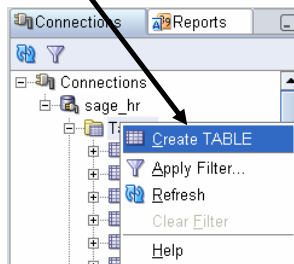 Connections
Reports
Connections
sage_hr
Create TABLE
Apply Filter...
Refresh
Clear Filter
Help